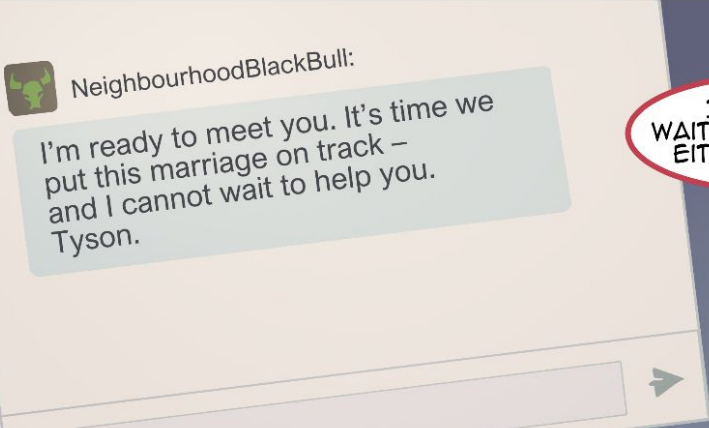 NeighbourhoodBlackBull:
I'm ready to meet you. It's time we
put this marriage on track –
and I cannot wait to help you.
Tyson.